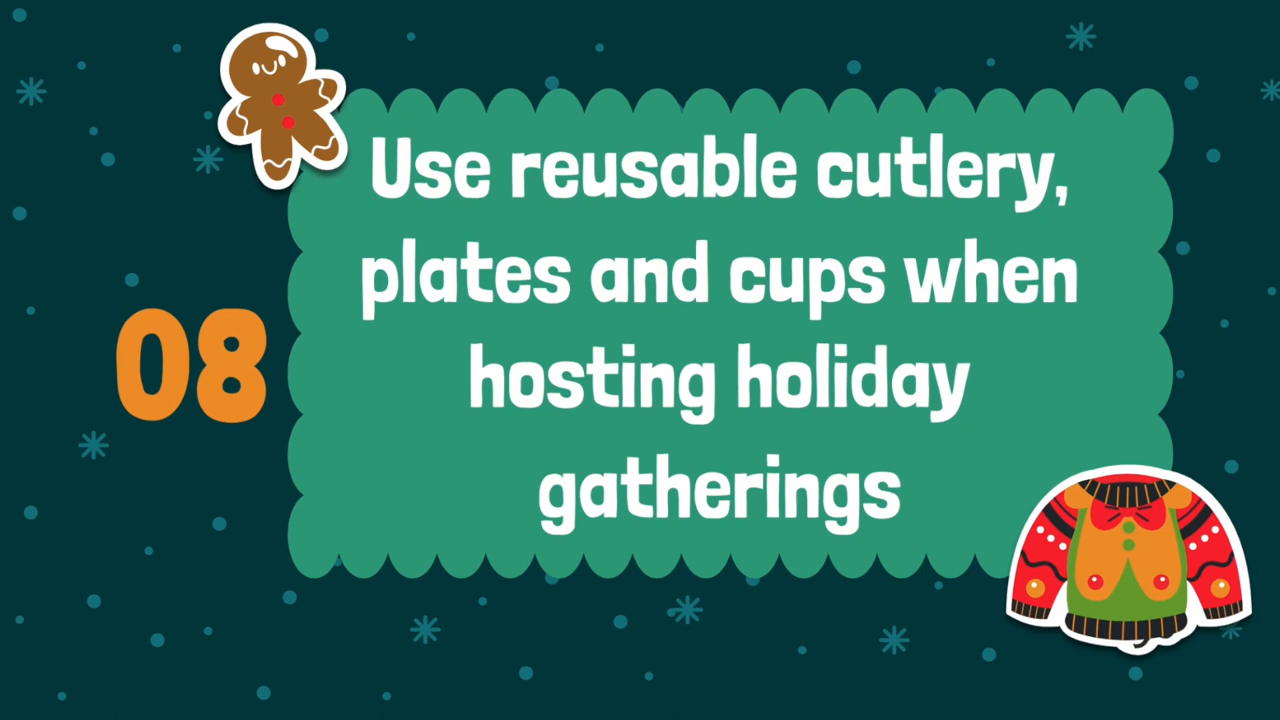 Use reusable cutlery,
plates and cups when
08
hosting holiday
gatherings